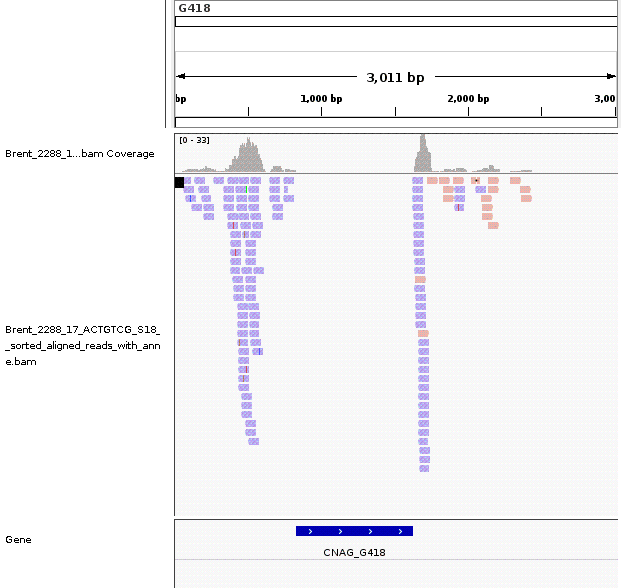 G418
3,011 bp
bp
1,000 bp
2,000 bp
3,00
[0 - 33]
Brent_2288_1...bam Coverage
Brent_2288_17_ACTGTCG_S18_
_sorted_aligned_reads_with_ann
e.bam
Gene
CNAG_G418